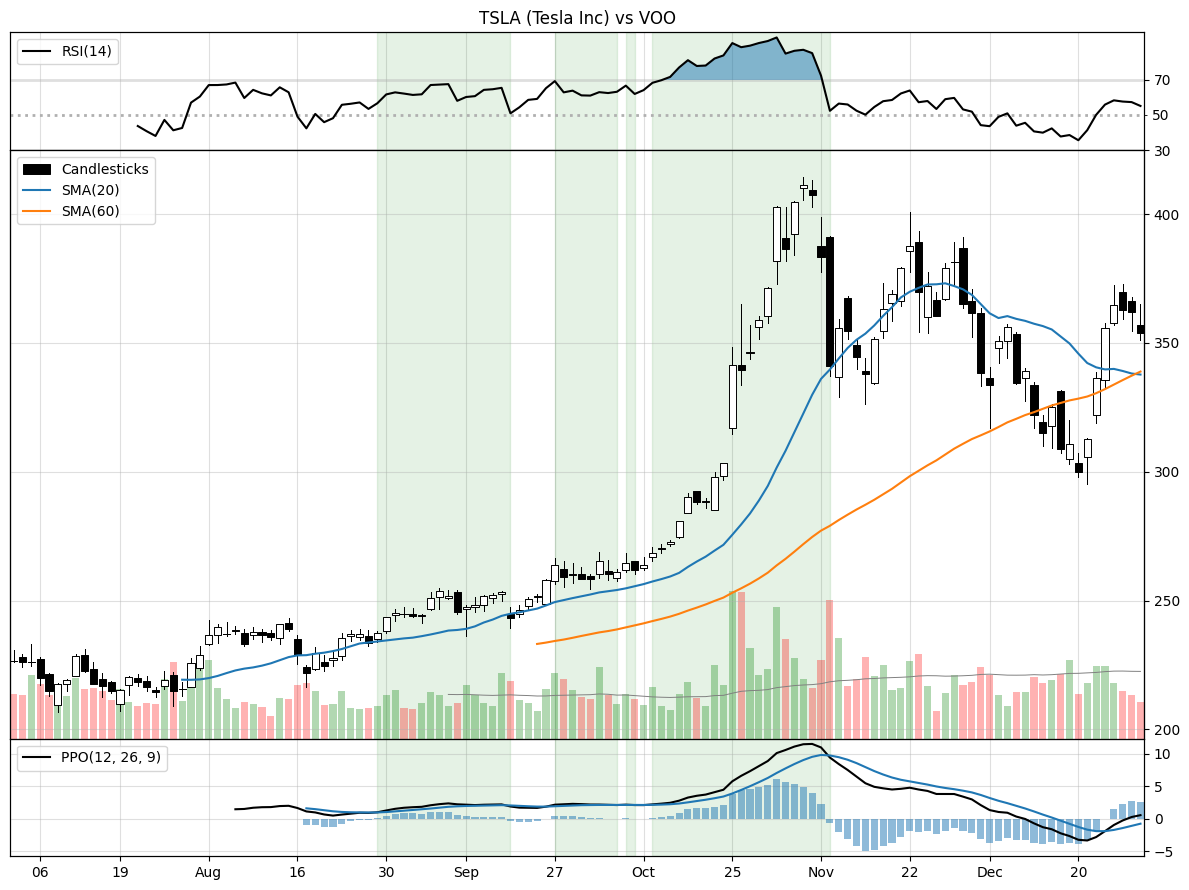 TSLA (Tesla Inc) vs VOO
RSI(14)
70
50
30
Candlesticks
SMA(20)
SMA(60)
400
350
300
250
200
PPO(12, 26, 9)
10
5
0
−5
06 19 Aug 16 30 Sep 27 Oct 25 Nov 22 Dec 20